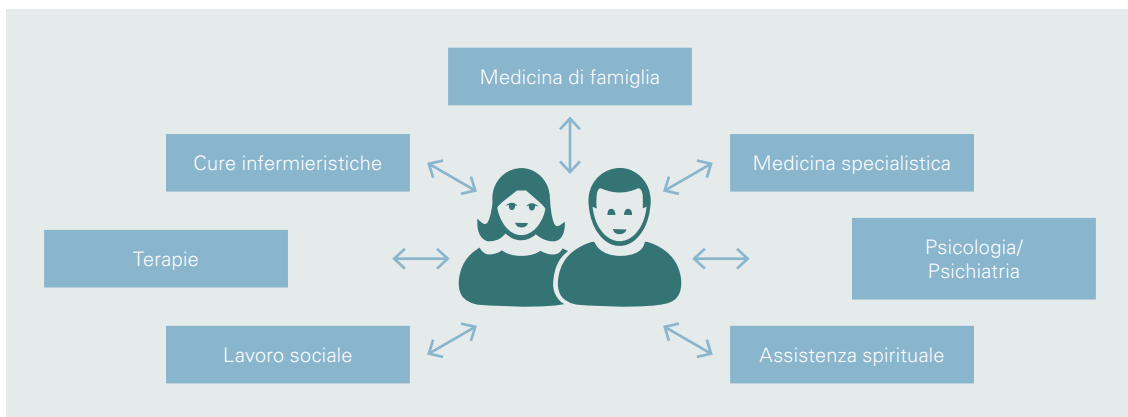 Medicina di famiglia
Cure infermieristiche
Medicina specialistica
Terapie
Psicologia/
Psichiatria
Lavoro sociale
Assistenza spirituale